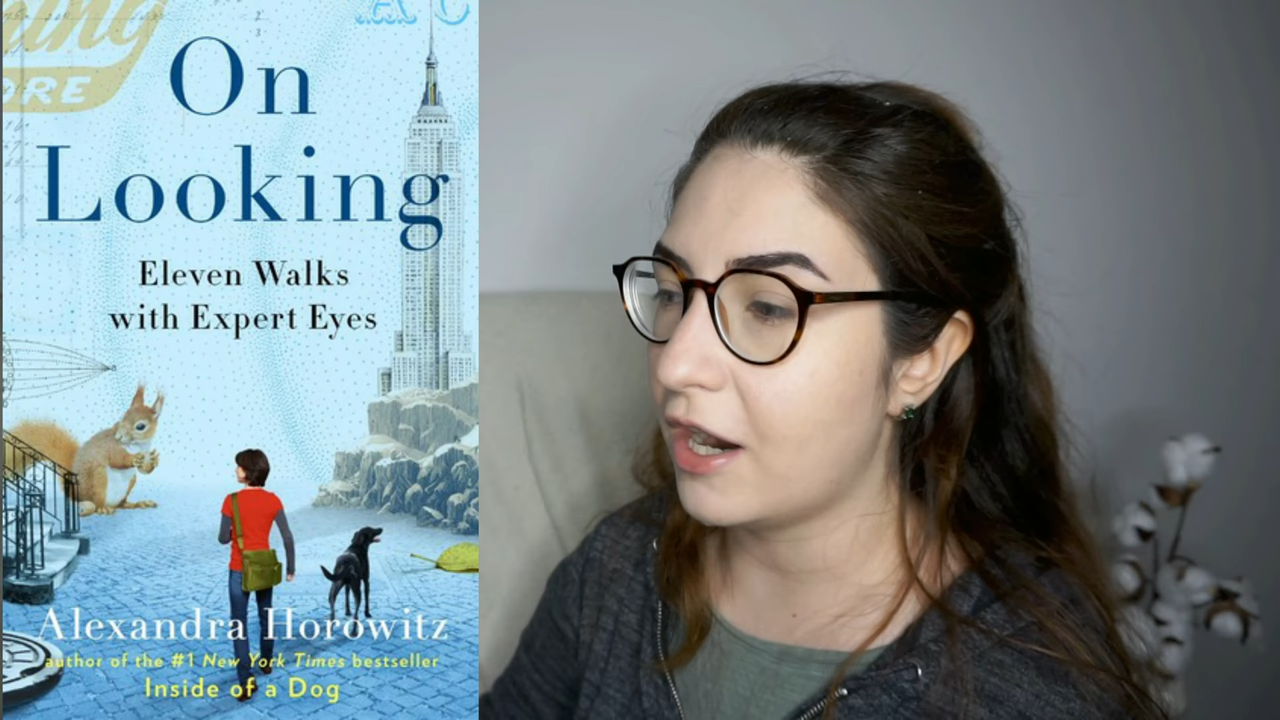 ORE
On
Looking
Eleven Walks
with Expert Eyes
Alexandra Horowitz
author of the #1 New York Times bestseller
Inside of a Dog